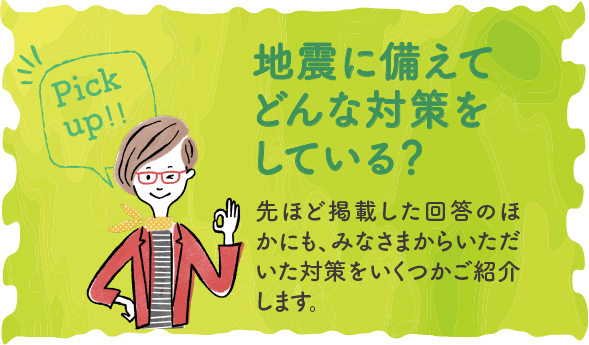 Pick
up!!
地震に備えて
どんな対策を
している?
先ほど掲載した回答のほ
かにも、みなさまからいただ
いた対策をいくつかご紹介
します。